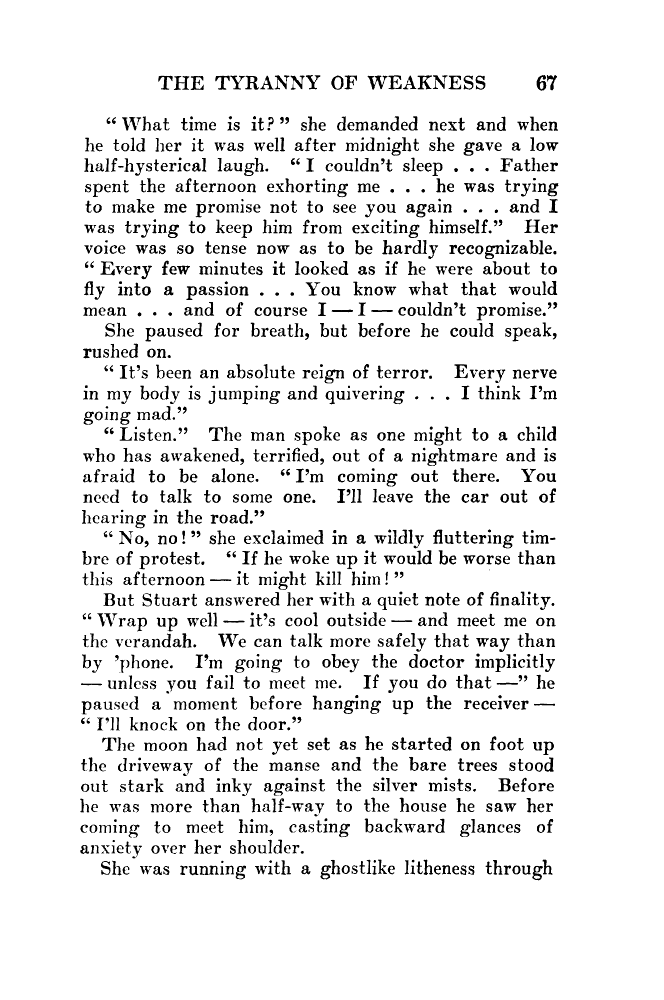 THE TYRANNY OF WEAKNESS 67
“What time is it?” she demanded next and when
he told her it was well after midnight she gave a low
half-hysterical laugh. “I couldn’t sleep . . . Father
spent the afternoon exhorting me . . . he was trying
to make me promise not to see you again . . . and I
was trying to keep him from exciting himself.” Her
voice was so tense now as to be hardly recognizable.
“Every few minutes it looked as if he were about to
fly into a passion . . . You know what that would
mean . . . and of course I — I — couldn’t promise.”
She paused for breath, but before he could speak,
rushed on.
“It’s been an absolute reign of terror. Every nerve
in my body is jumping and quivering . . . I think I’m
going mad.”
“Listen.” The man spoke as one might to a child
who has awakened, terrified, out of a nightmare and is
afraid to be alone. “I’m coming out there. You
need to talk to some one. I’ll leave the car out of
hearing in the road.”
“No, no!” she exclaimed in a wildly fluttering tim-
bre of protest. “If he woke up it would be worse than
this afternoon — it might kill him!”
But Stuart answered her with a quiet note of finality.
“Wrap up well — it’s cool outside — and meet me on
the verandah. We can talk more safely that way than
by ’phone. I’m going to obey the doctor implicitly
— unless you fail to meet me. If you do that —” he
paused a moment before hanging up the receiver —
“I’ll knock on the door.”
The moon had not yet set as he started on foot up
the driveway of the manse and the bare trees stood
out stark and inky against the silver mists. Before
he was more than half-way to the house he saw her
coming to meet him, casting backward glances of
anxiety over her shoulder.
She was running with a ghostlike litheness through